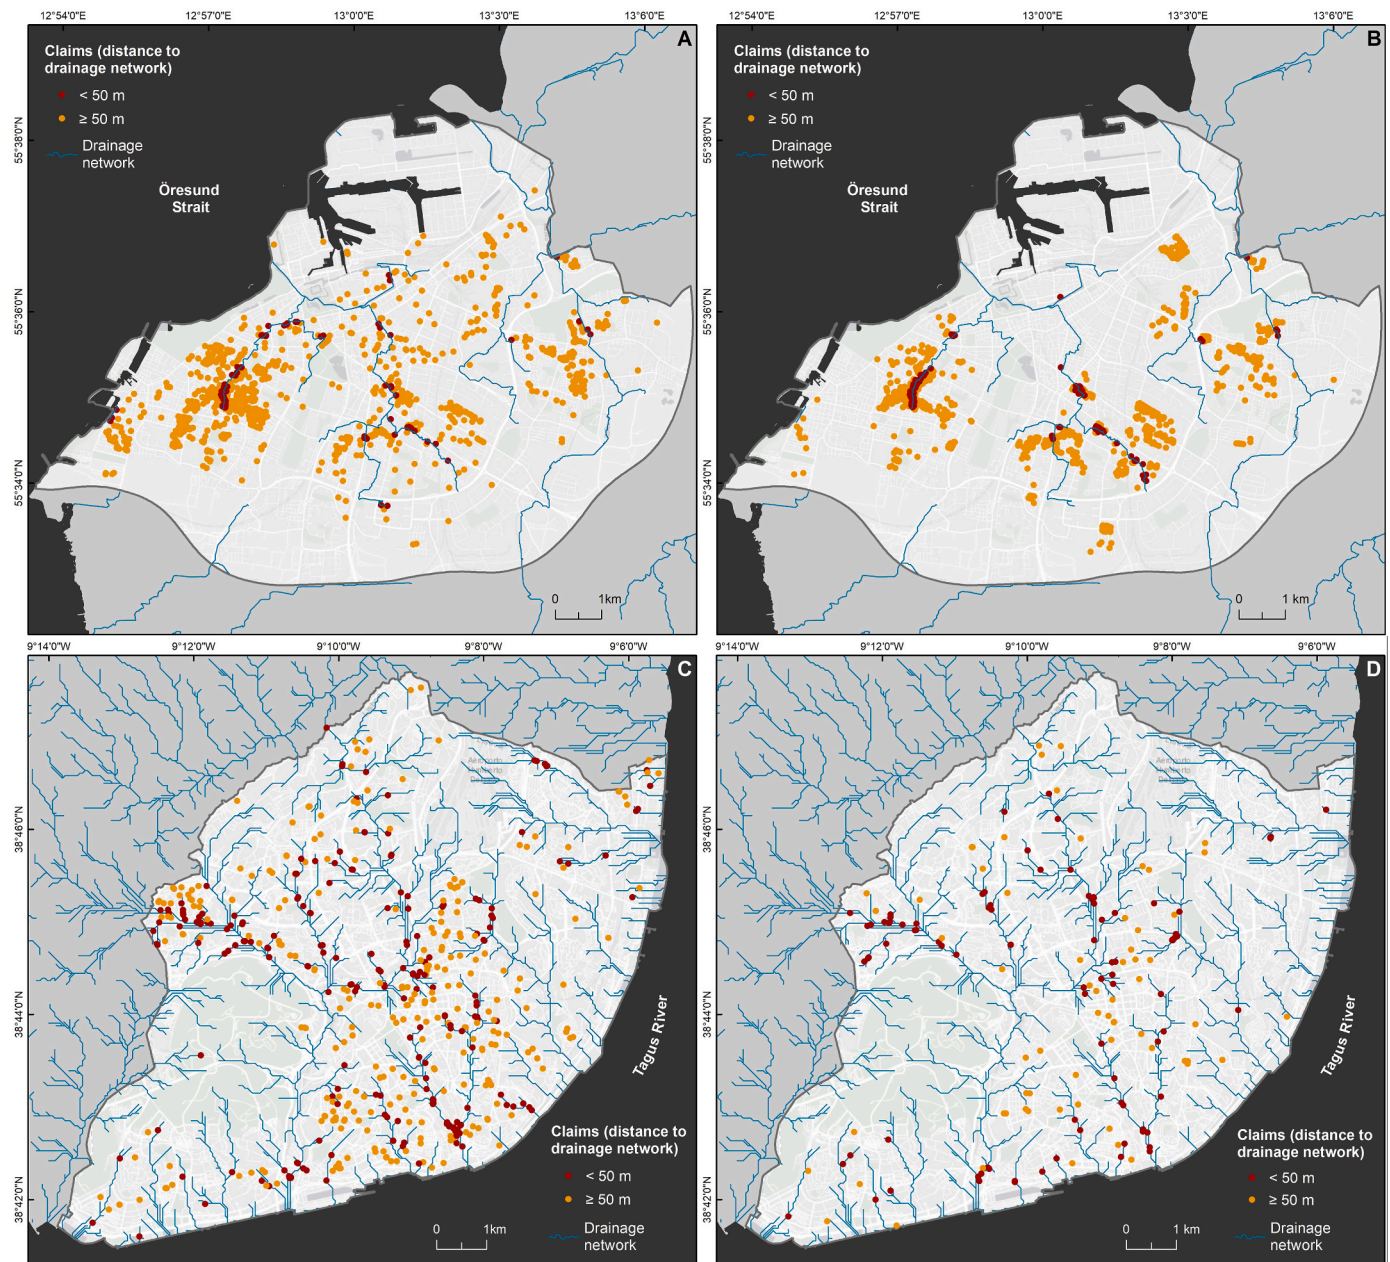 12°54'0"E 12°57'0"E 13°0'0"E 13°3'0"E 13°6'0"E
A
Claims (distance to
drainage network)
< 50 m
≥ 50 m
Drainage
network
Öresund
Strait
55°38'0"N
55°36'0"N
55°34'0"N
0 1km
12°54'0"E 12°57'0"E 13°0'0"E 13°3'0"E 13°6'0"E
B
Claims (distance to
drainage network)
< 50 m
≥ 50 m
Drainage
network
Öresund
Strait
55°38'0"N
55°36'0"N
55°34'0"N
0 1 km
9°14'0"O 9°12'0"O 9°10'0"O 9°8'0"O 9°6'0"O
C
38°46'0"N
38°44'0"N
38°42'0"N
Aeroporto
Tagus River
Claims (distance to
drainage network)
< 50 m
≥ 50 m
Drainage
network
0 1km
9°14'0"O 9°12'0"O 9°10'0"O 9°8'0"O 9°6'0"O
D
38°46'0"N
38°44'0"N
38°42'0"N
Aeroporto
Tagus River
Claims (distance to
drainage network)
< 50 m
≥ 50 m
Drainage
network
0 1 km